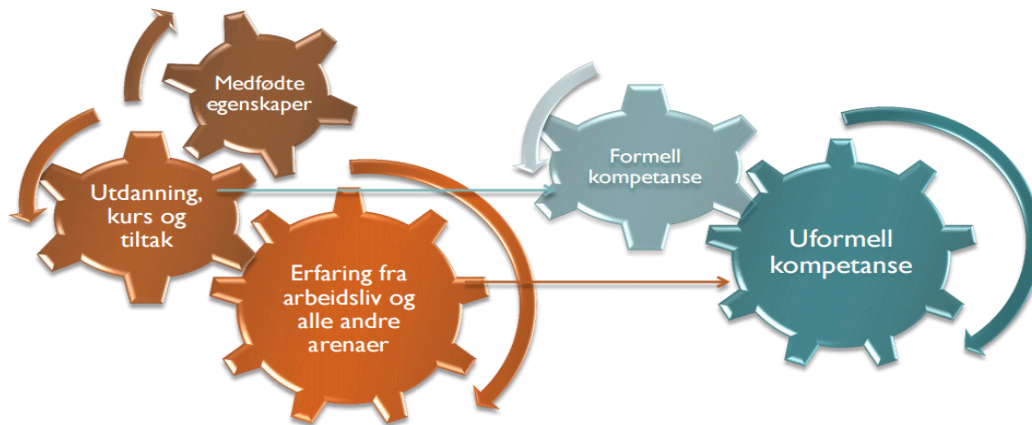 Medfødte
egenskaper
Utdanning,
kurs og
tiltak
Erfaring fra
arbeidsliv og
alle andre
arenaer
Formell
kompetanse
Uformell
kompetanse